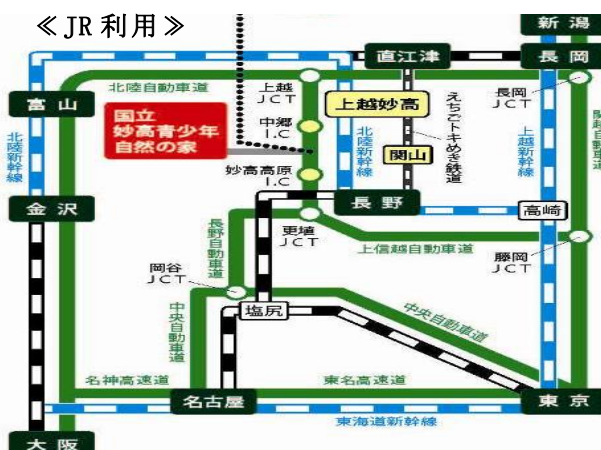 ≪JR 利用≫
新潟
直江津
長岡
北陸自動車道
上越
JCT
長岡
JCT
富山
国立
妙高青少年
自然の家
中郷
I.C
上越妙高
北陸新幹線
北陸新幹線
関山
えちごトキめき鉄道
上越新幹線
関越自動車道
妙高高原
I.C
金沢
長野
高崎
長野自動車道
更埴
JCT
上信越自動車道
藤岡
JCT
岡谷
JCT
中央自動車道
塩尻
中央自動車道
名神高速道
東名高速道
名古屋
東京
東海道新幹線
大阪